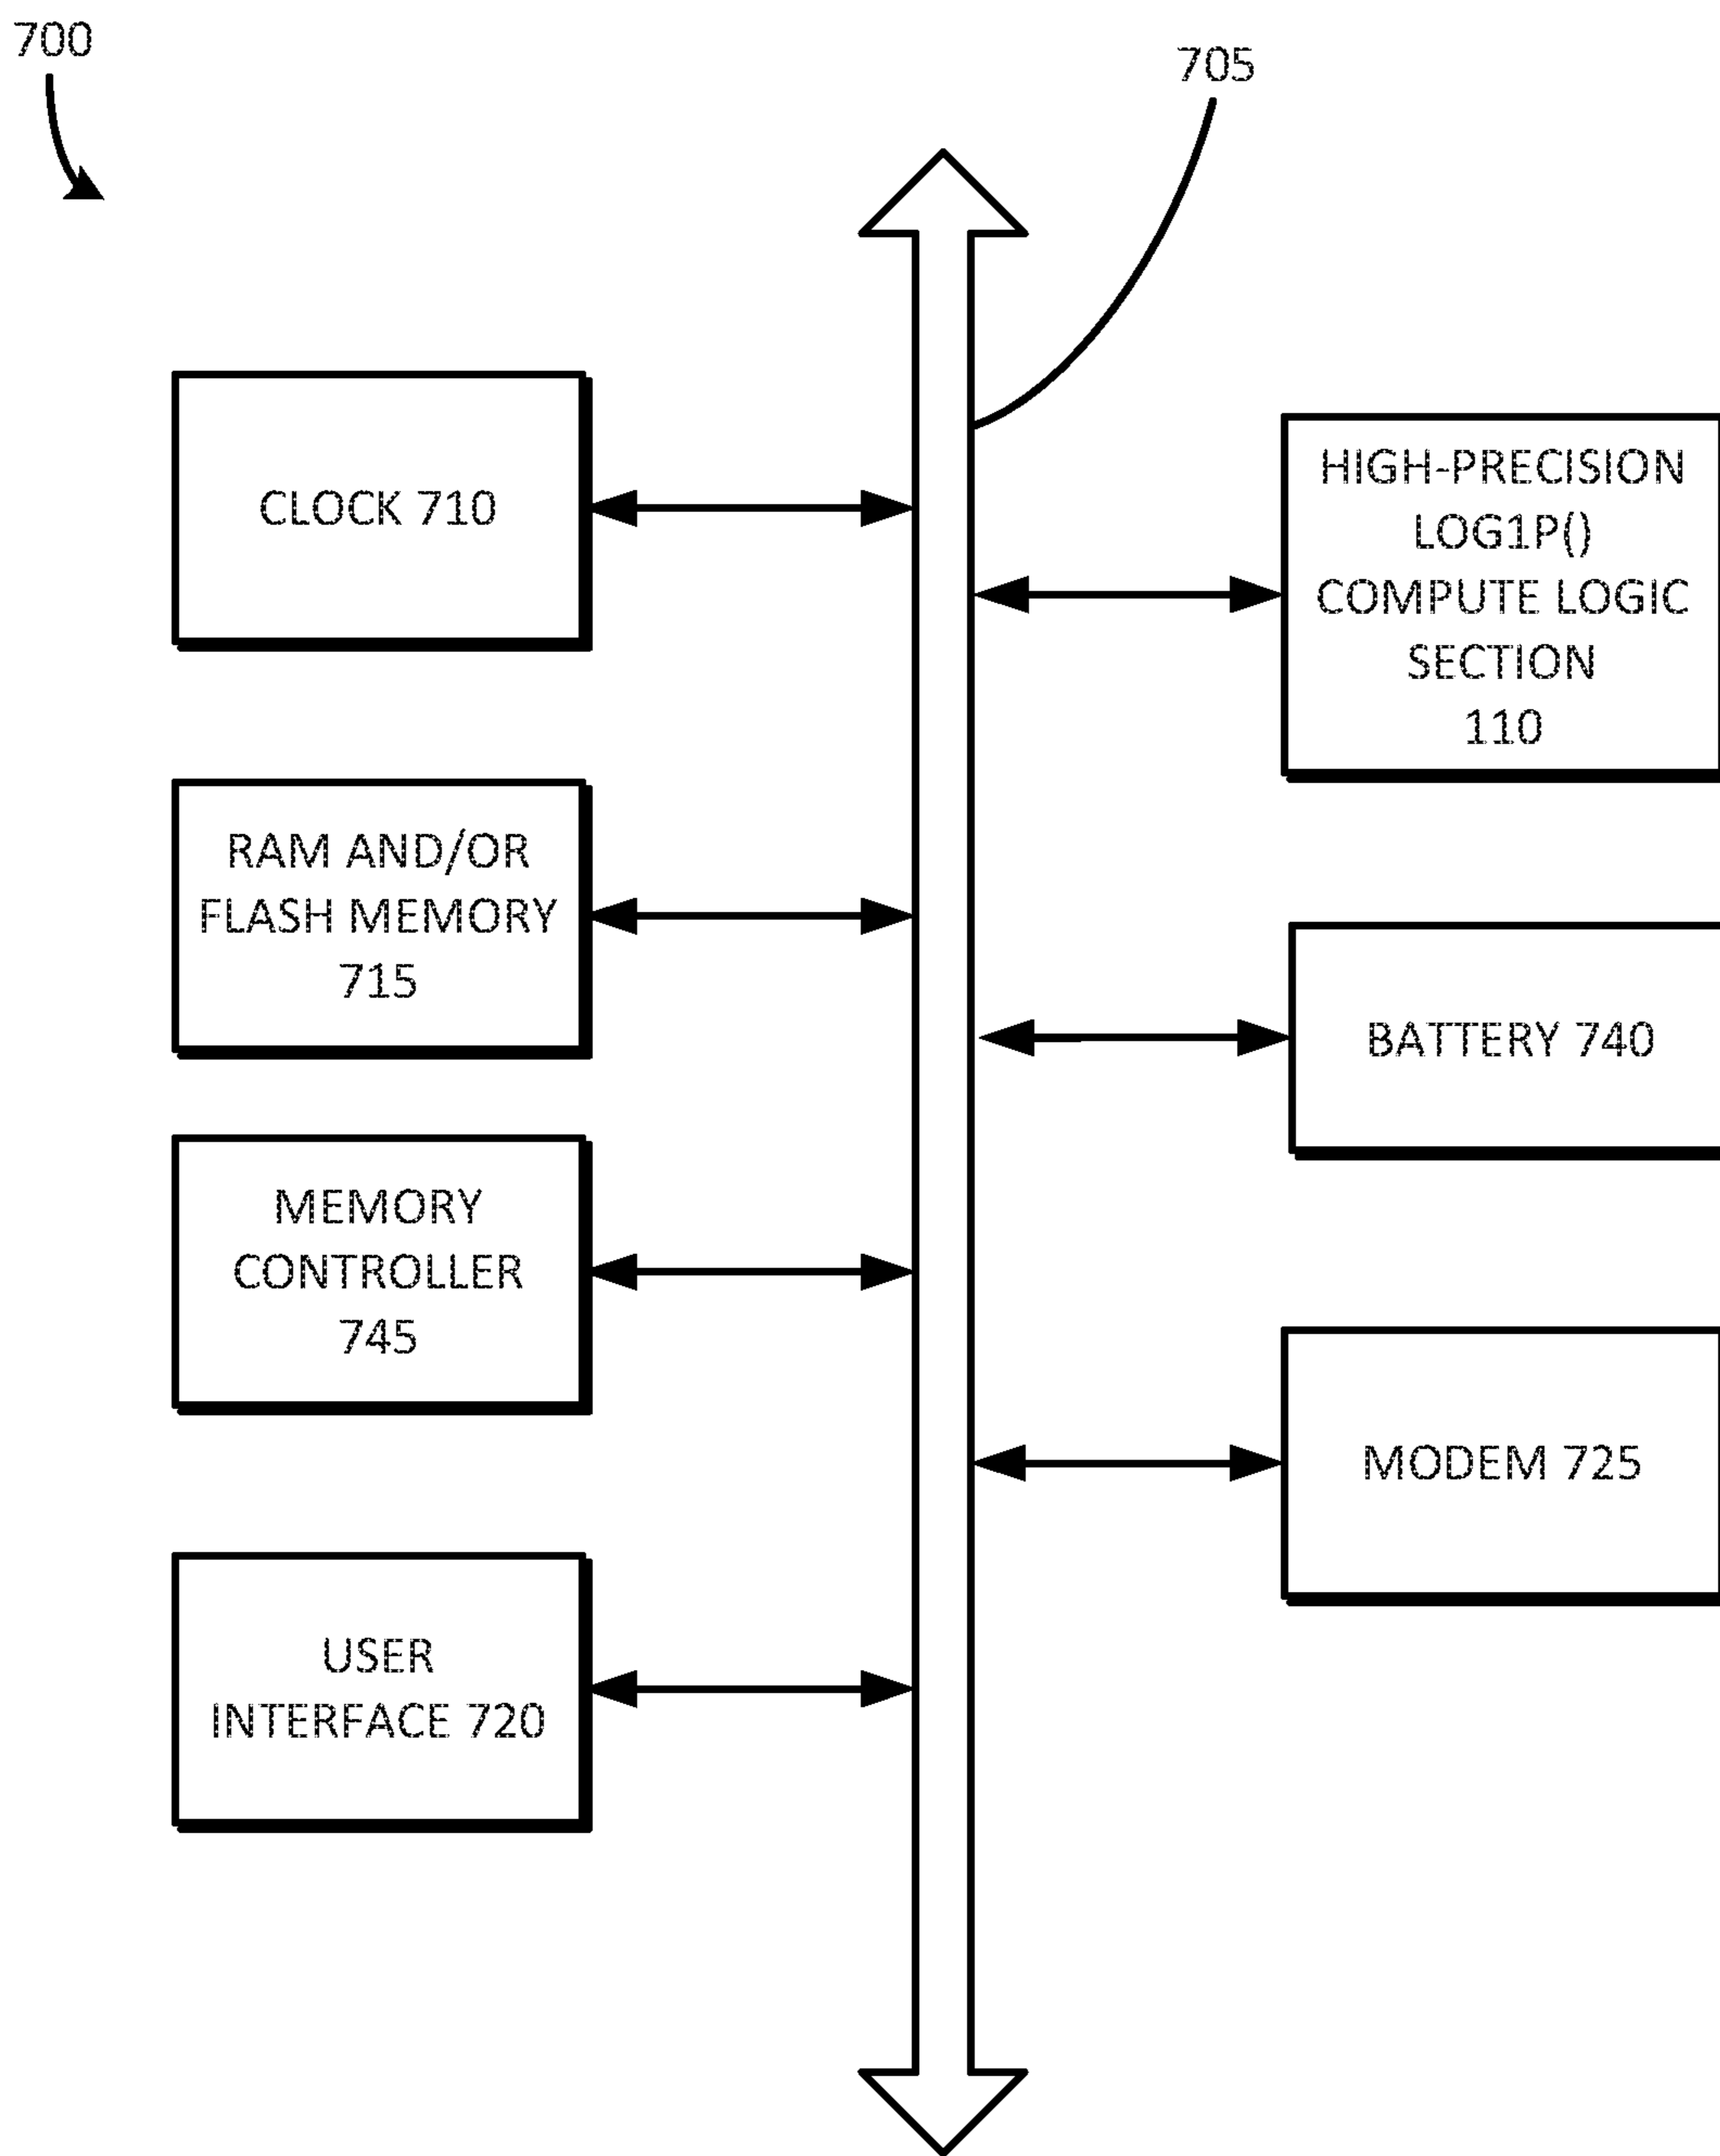 700
705
CLOCK 710
HIGH-PRECISION
LOG1P()
COMPUTE LOGIC
SECTION
110
RAM AND/OR
FLASH MEMORY
715
BATTERY 740
MEMORY
CONTROLLER
745
MODEM 725
USER
INTERFACE 720